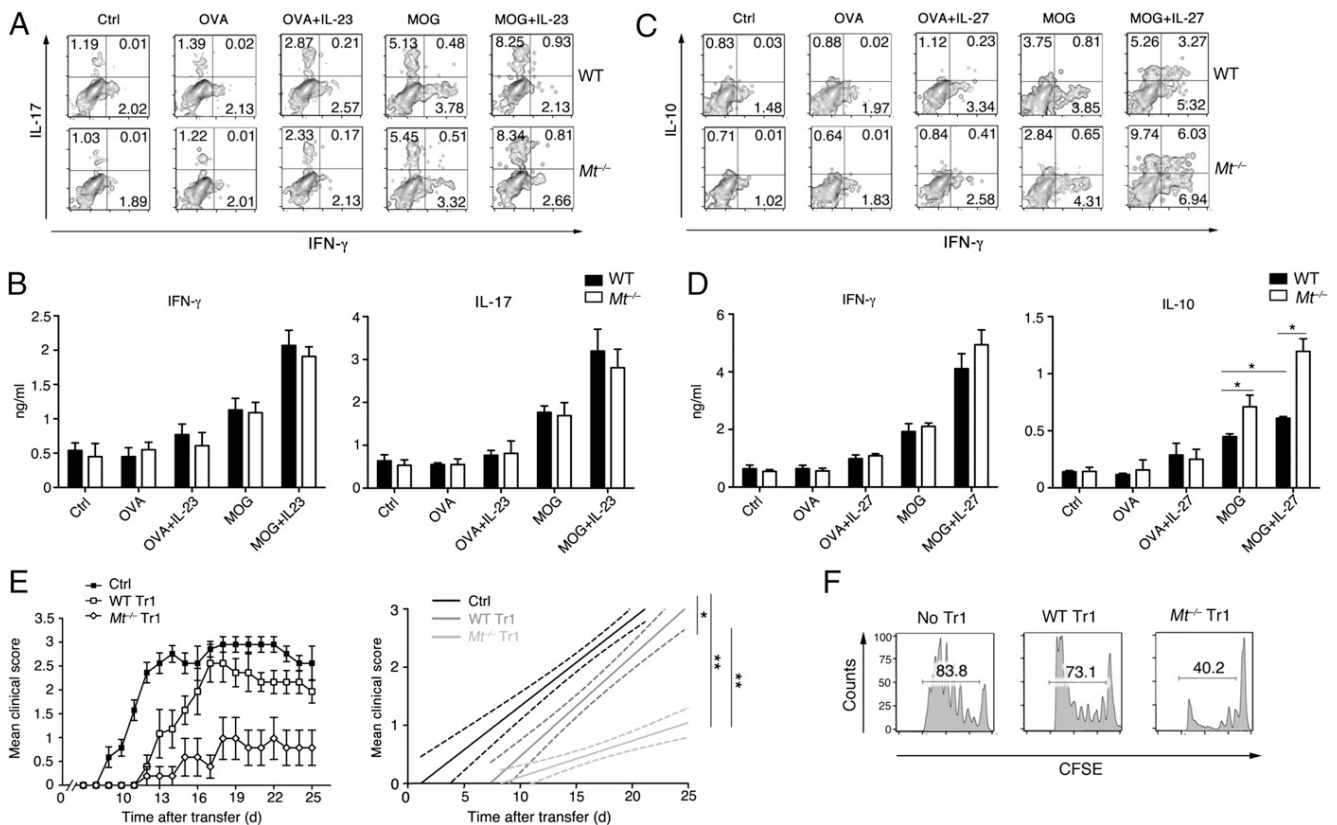 A
Ctrl OVA OVA+IL-23 MOG MOG+IL-23
1.19 0.01 1.39 0.02 2.87 0.21 5.13 0.48 8.25 0.93
WT
2.02 2.13 2.57 3.78 2.13
IL-17
1.03 0.01 1.22 0.01 2.33 0.17 5.45 0.51 8.34 0.81
Mt−/−
1.89 2.01 2.13 3.32 2.66
IFN-γ
C
Ctrl OVA OVA+IL-27 MOG MOG+IL-27
0.83 0.03 0.88 0.02 1.12 0.23 3.75 0.81 5.26 3.27
WT
1.48 1.97 3.34 3.85 5.32
IL-10
0.71 0.01 0.64 0.01 0.84 0.41 2.84 0.65 9.74 6.03
Mt−/−
1.02 1.83 2.58 4.31 6.94
IFN-γ
B
WT
Mt−/−
IFN-γ
ng/ml
2.5
2
1.5
1
0.5
0
Ctrl OVA OVA+IL-23 MOG MOG+IL23
IL-17
4
3
2
1
0
Ctrl OVA OVA+IL-23 MOG MOG+IL-23
D
WT
Mt−/−
IFN-γ
ng/ml
6
4
2
0
Ctrl OVA OVA+IL-27 MOG MOG+IL-27
IL-10
1.5
1
0.5
0
* * *
Ctrl OVA OVA+IL-27 MOG MOG+IL-27
E
Ctrl
WT Tr1
Mt−/− Tr1
Mean clinical score
3.5
3
2.5
2
1.5
1
0.5
0
0 10 13 16 19 22 25
Time after transfer (d)
Ctrl
WT Tr1
Mt−/− Tr1
Mean clinical score
3
2
1
0
0 5 10 15 20 25
Time after transfer (d)
*
**
**
F
No Tr1 WT Tr1 Mt−/− Tr1
Counts
100
75
50
25
0
83.8 73.1 40.2
CFSE